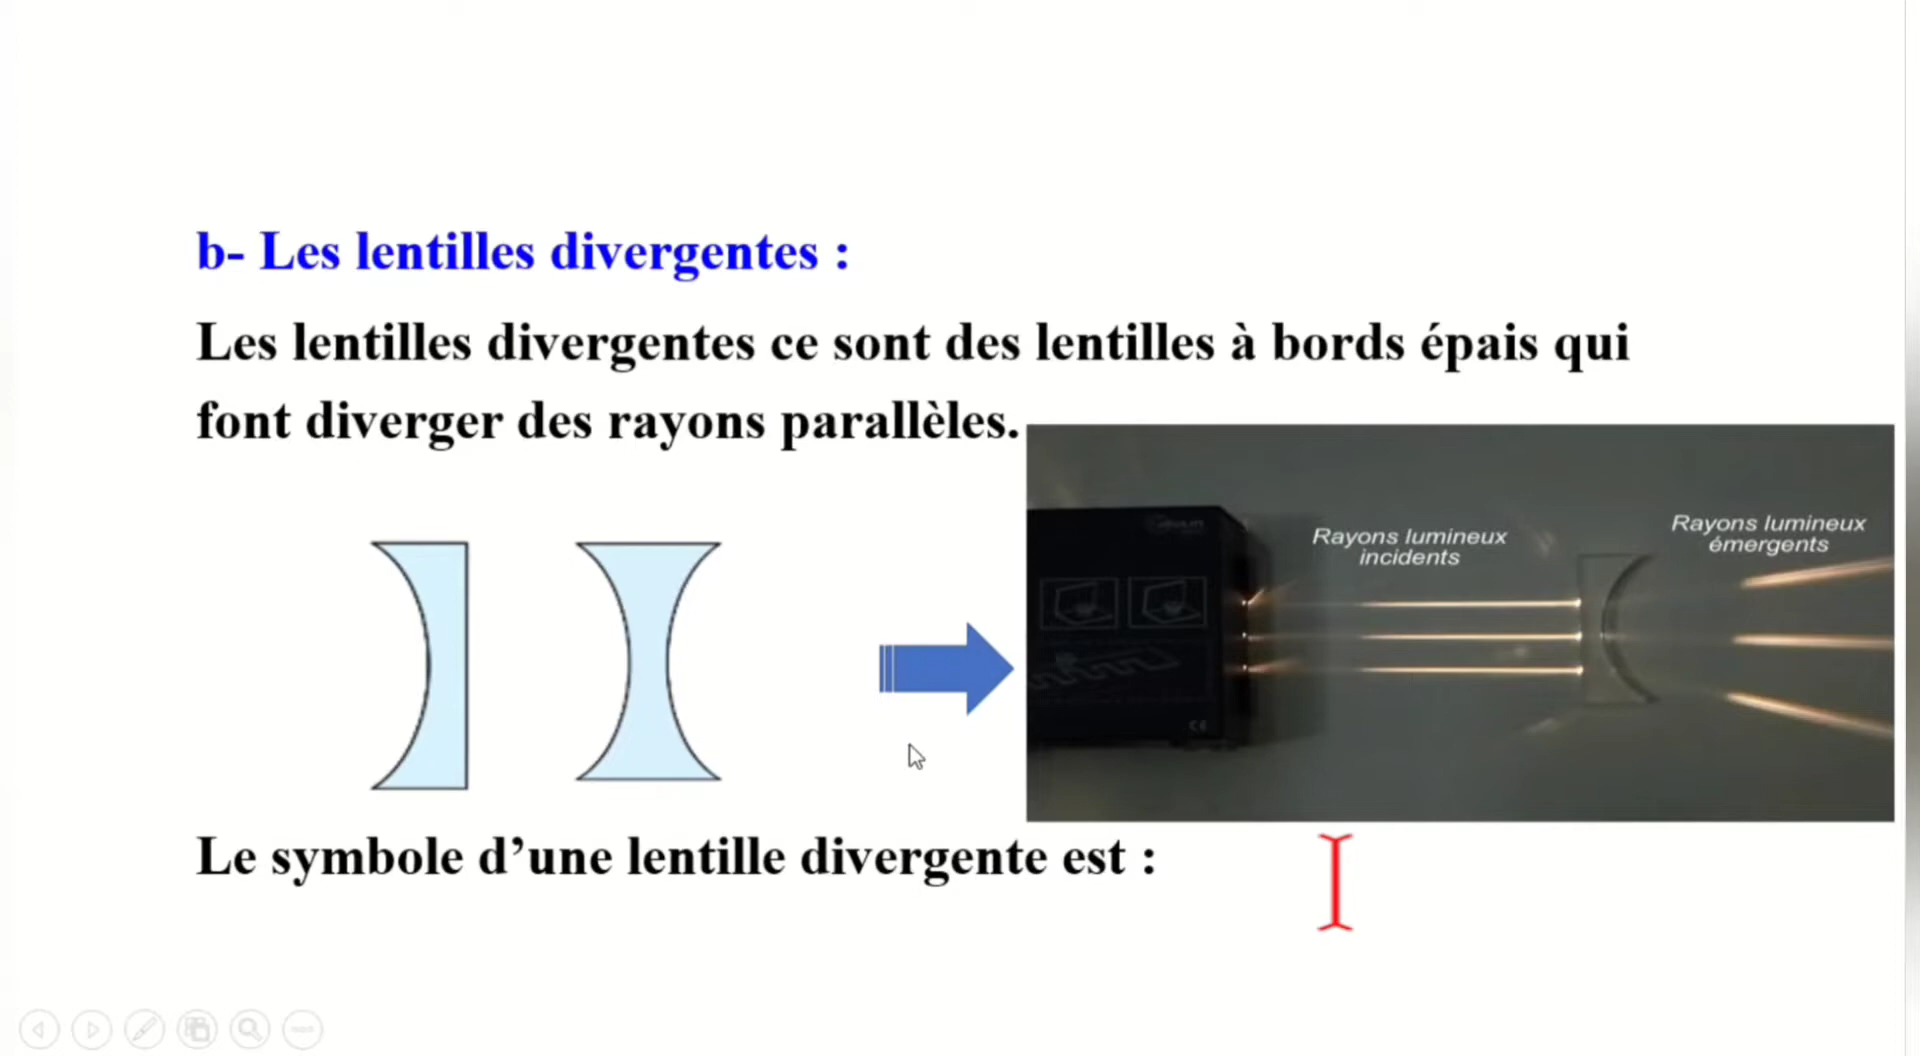 b- Les lentilles divergentes :
Les lentilles divergentes ce sont des lentilles à bords épais qui
font diverger des rayons parallèles.
Rayons lumineux
incidents
Rayons lumineux
émergents
CE
Le symbole d’une lentille divergente est :